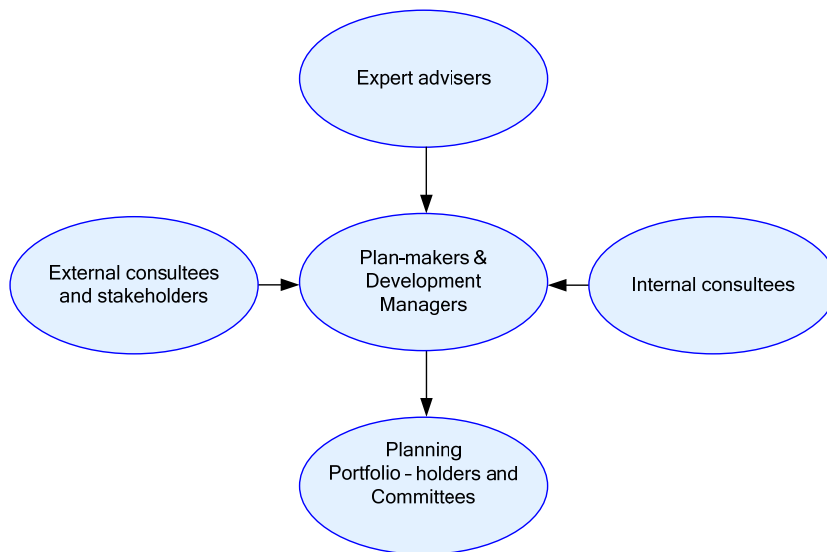 Expert advisers
External consultees
and stakeholders
Plan-makers &
Development
Managers
Internal consultees
Planning
Portfolio - holders and
Committees